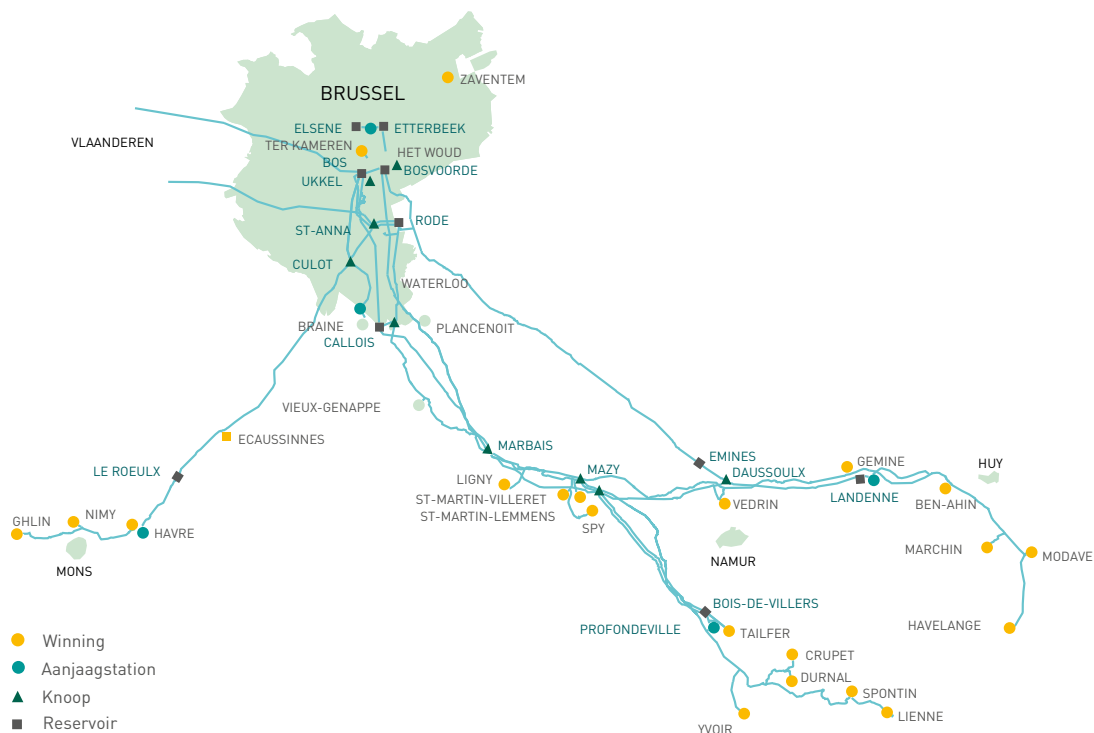 ZAVENTEM
BRUSSEL
ELSENE
ETTERBEEK
VLAANDEREN
TER KAMEREN
BOS
HET WOUD
BOSVOORDE
UKKEL
RODE
ST-ANNA
CULOT
WATERLOO
BRAINE
PLANCENOIT
CALLOIS
VIEUX-GENAPPE
ECAUSSINNES
MARBAIS
LE ROEULX
EMINES
GEMINE
HUY
MAZY
DAUSSOULX
LIGNY
ST-MARTIN-VILLERET
LANDENNE
VEDRIN
BEN-AHIN
ST-MARTIN-LEMMENS
SPY
GHLIN
NIMY
HAVRE
MONS
NAMUR
MARCHIN
MODAVE
BOIS-DE-VILLERS
PROFONDEVILLE
TAILFER
HAVELANGE
CRUPET
DURNAL
SPONTIN
LIENNE
YVOIR
Winning
Aanjaagstation
Knoop
Reservoir